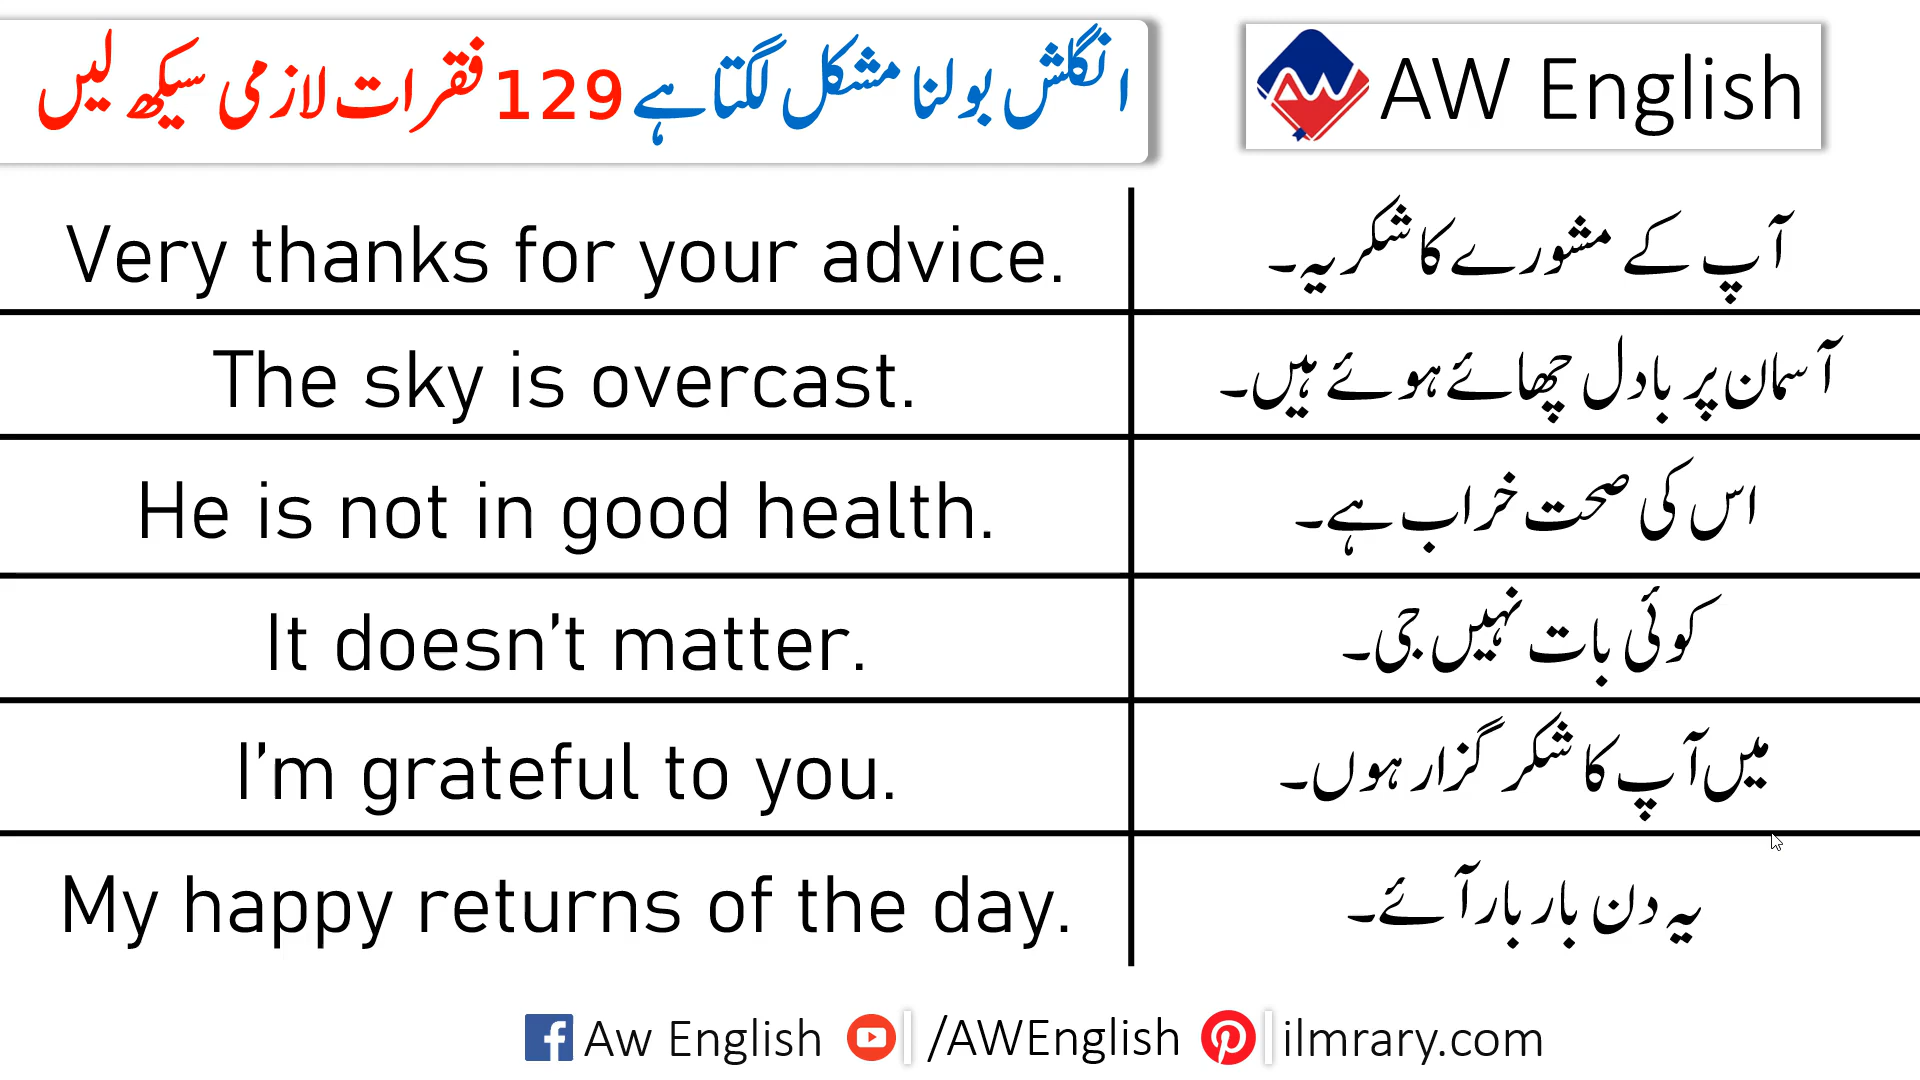 انگلش بولنا مشکل لگتا ہے 129 فقرات لازمی سیکھ لیں
AW English
Very thanks for your advice.
آپ کے مشورے کا شکریہ۔
The sky is overcast.
آسمان پر بادل چھائے ہوئے ہیں۔
He is not in good health.
اس کی صحت خراب ہے۔
It doesn't matter.
کوئی بات نہیں جی۔
I'm grateful to you.
میں آپ کا شکر گزار ہوں۔
My happy returns of the day.
یہ دن بار بار آئے۔
Aw English /AWEnglish ilmrary.com